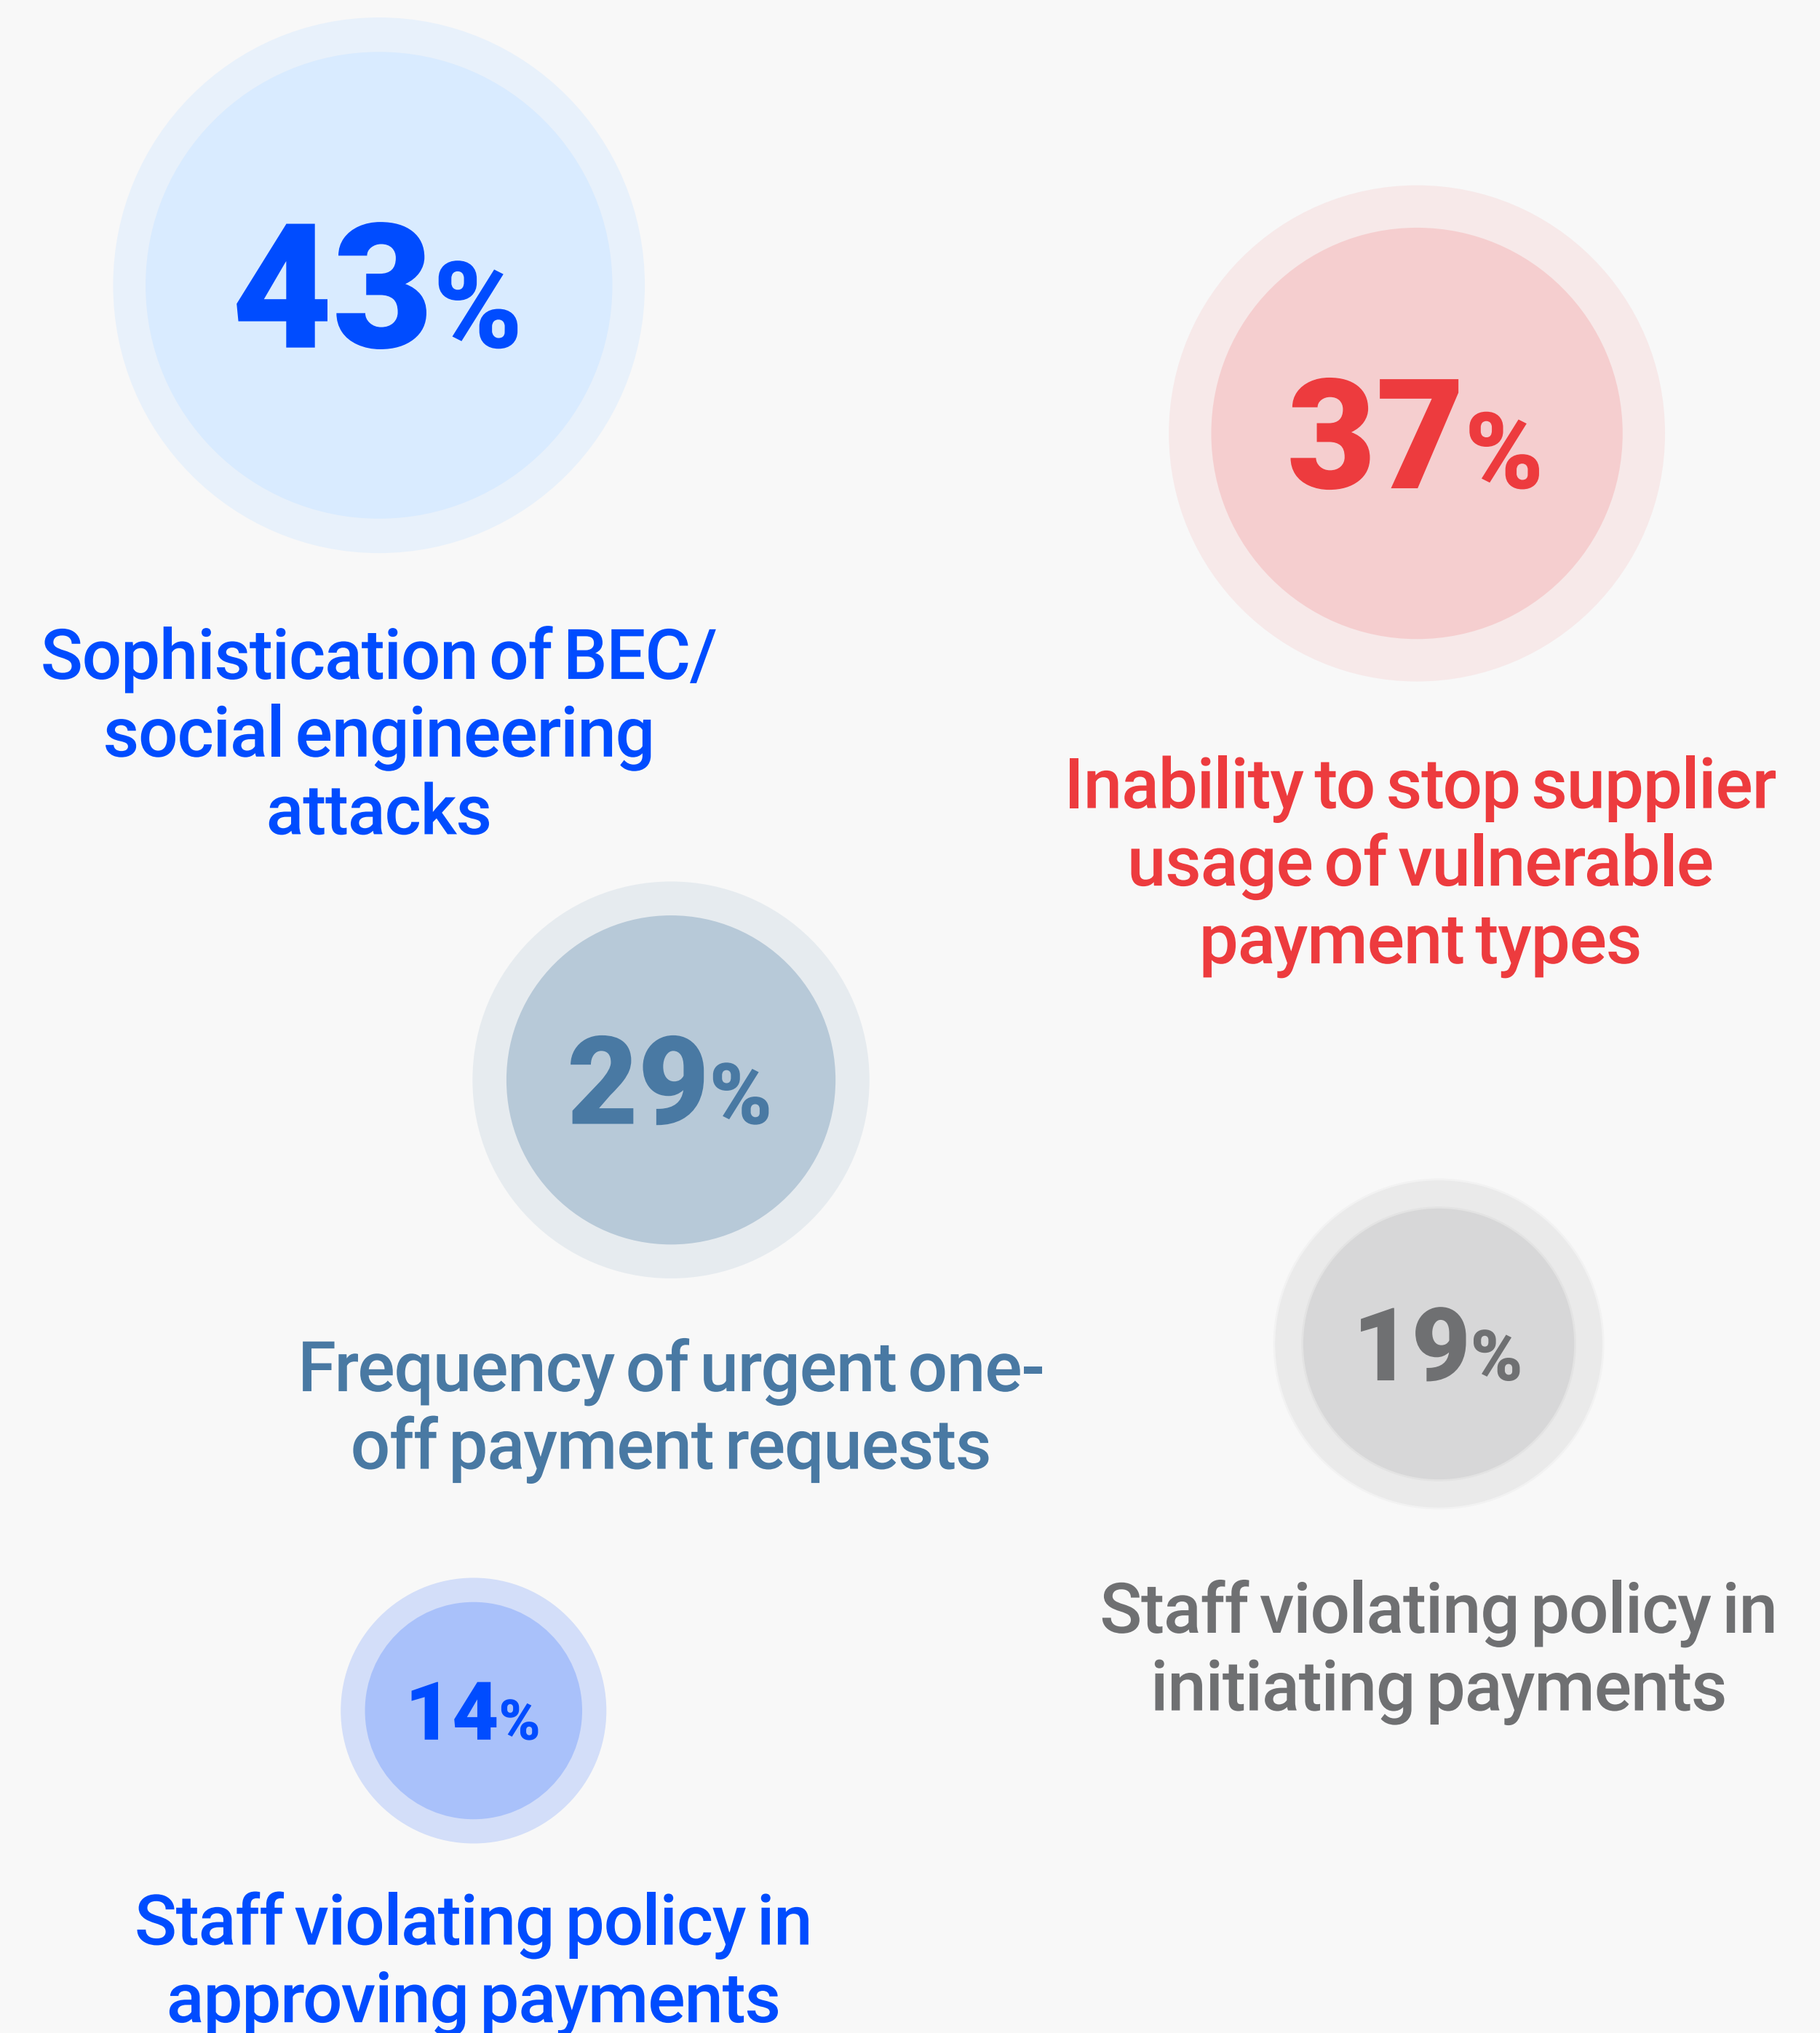 43%
Sophistication of BEC/
social engineering
attacks
37%
Inability to stop supplier
usage of vulnerable
payment types
29%
Frequency of urgent one-
off payment requests
19%
Staff violating policy in
initiating payments
14%
Staff violating policy in
approving payments